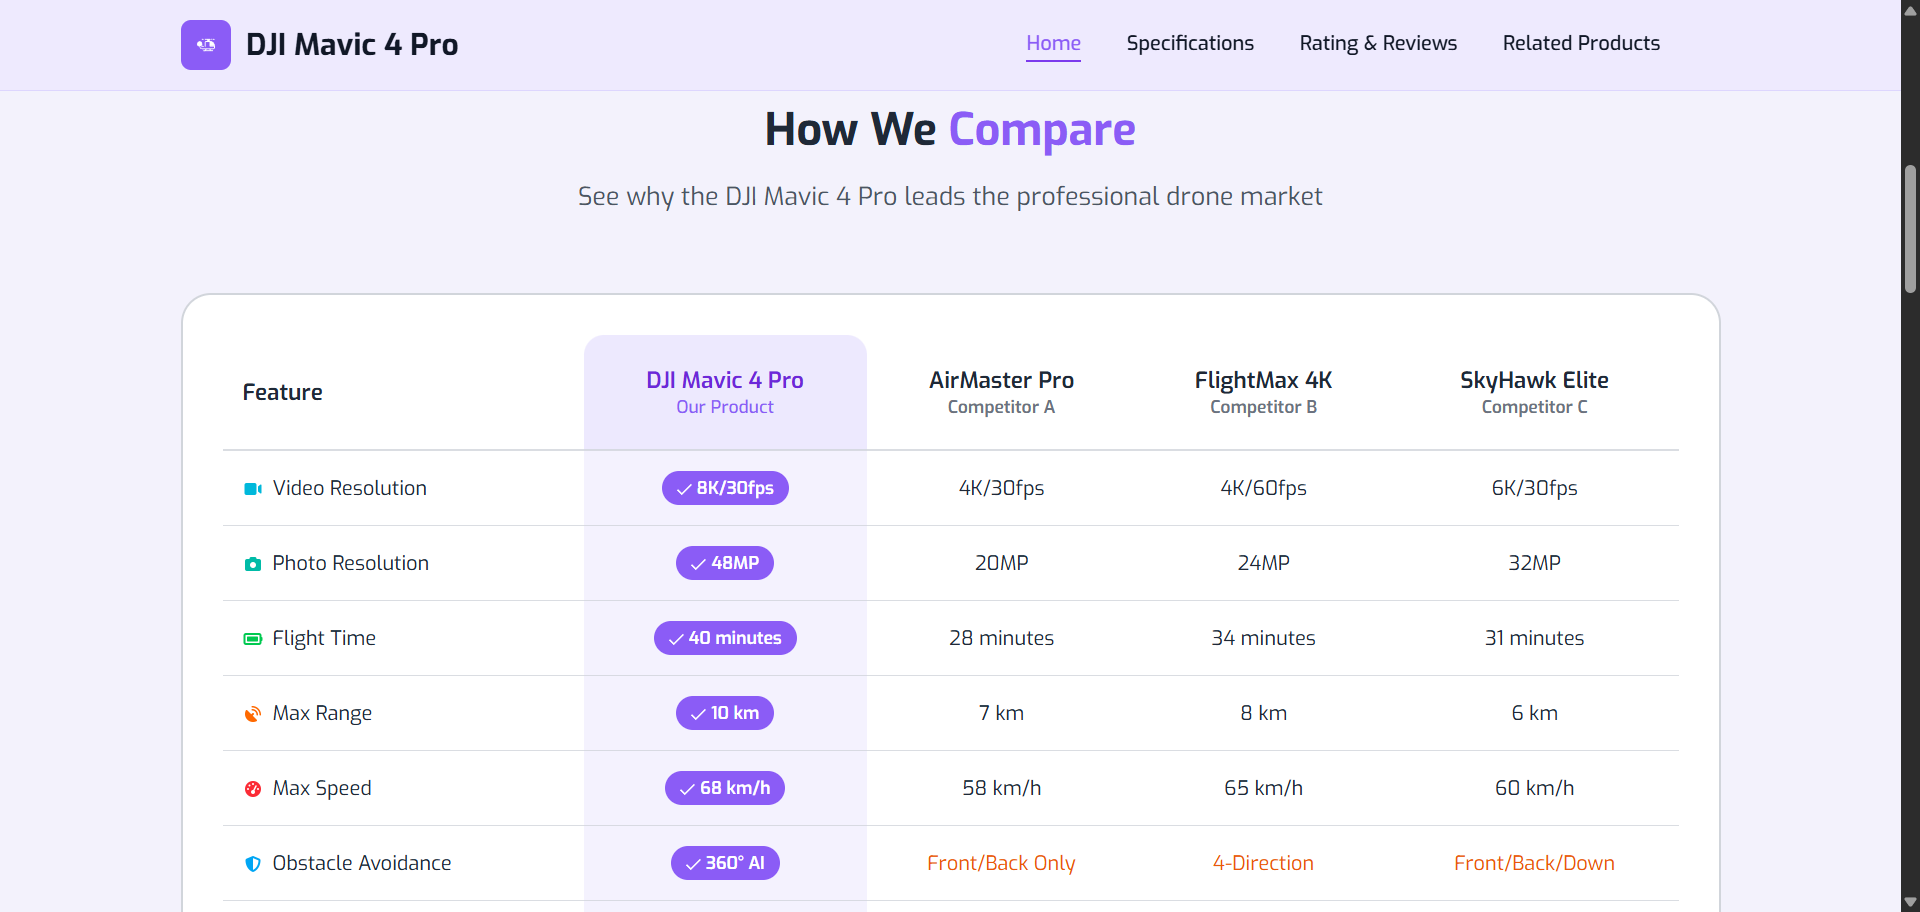 DJI Mavic 4 Pro
Home Specifications Rating & Reviews Related Products
How We Compare
See why the DJI Mavic 4 Pro leads the professional drone market
Feature DJI Mavic 4 Pro AirMaster Pro FlightMax 4K SkyHawk Elite
Our Product Competitor A Competitor B Competitor C
Video Resolution 8K/30fps 4K/30fps 4K/60fps 6K/30fps
Photo Resolution 48MP 20MP 24MP 32MP
Flight Time 40 minutes 28 minutes 34 minutes 31 minutes
Max Range 10 km 7 km 8 km 6 km
Max Speed 68 km/h 58 km/h 65 km/h 60 km/h
Obstacle Avoidance 360° AI Front/Back Only 4-Direction Front/Back/Down